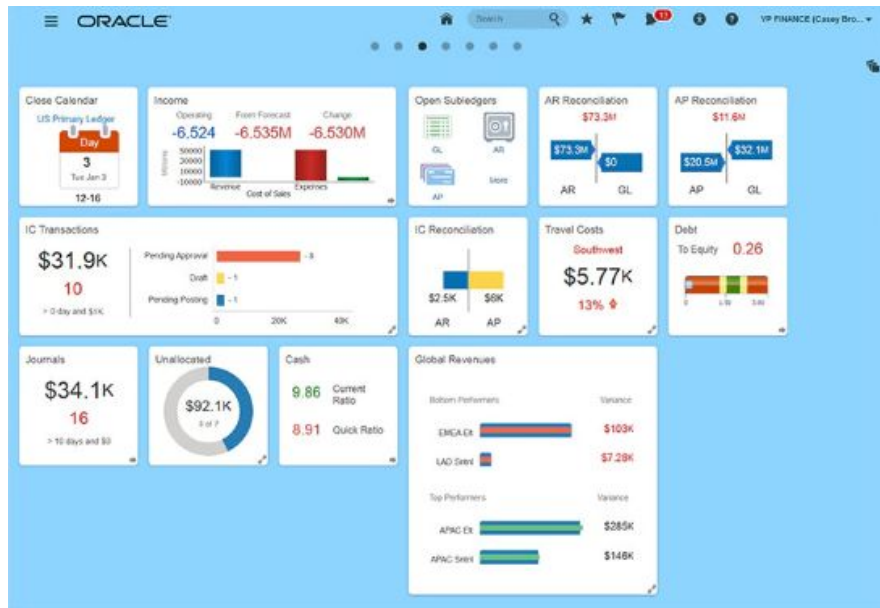 ORACLE
Search
13
VP FINANCE (Casey Bro...
Close Calendar
US Primary Ledger
Day
3
Tue Jan 3
12-16
Income
Operating
From Forecast
Change
-6,524
-6.535M
-6.530M
Millions
50000
30000
10000
-10000
Revenue
Cost of Sales
Expenses
Open Subledgers
GL
AR
AP
More
AR Reconciliation
$73.3M
$73.3M
$0
AR
GL
AP Reconciliation
$11.6M
$20.5M
$32.1M
AP
GL
IC Transactions
$31.9K
10
> 0 day and $1K
Pending Approval
- 8
Draft
- 1
Pending Posting
- 1
0
20K
40K
IC Reconciliation
$2.5K
$6K
AR
AP
Travel Costs
Southwest
$5.77K
13%
Debt
To Equity
0.26
0
Journals
$34.1K
16
> 10 days and $0
Unallocated
$92.1K
Cash
9.86
Current Ratio
8.91
Quick Ratio
Global Revenues
Bottom Performers
Variance
EMEA Elt
$103K
$7.28K
Top Performers
Variance
APAC Elt
$285K
$146K